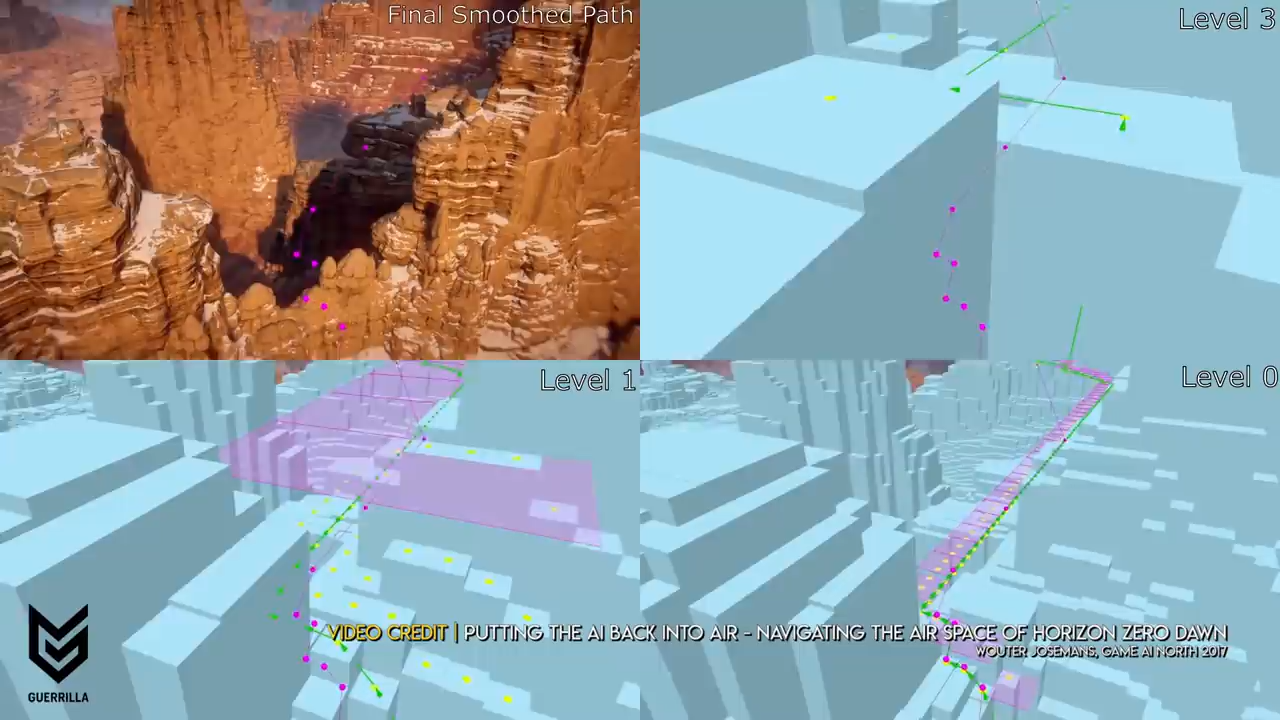 Final Smoothed Path
Level 3
Level 1
Level 0
VIDEO CREDIT | PUTTING THE AI BACK INTO AIR - NAVIGATING THE AIR SPACE OF HORIZON ZERO DAWN
WOUTER JOSEMANS, GAME AI NORTH 2017
GUERRILLA